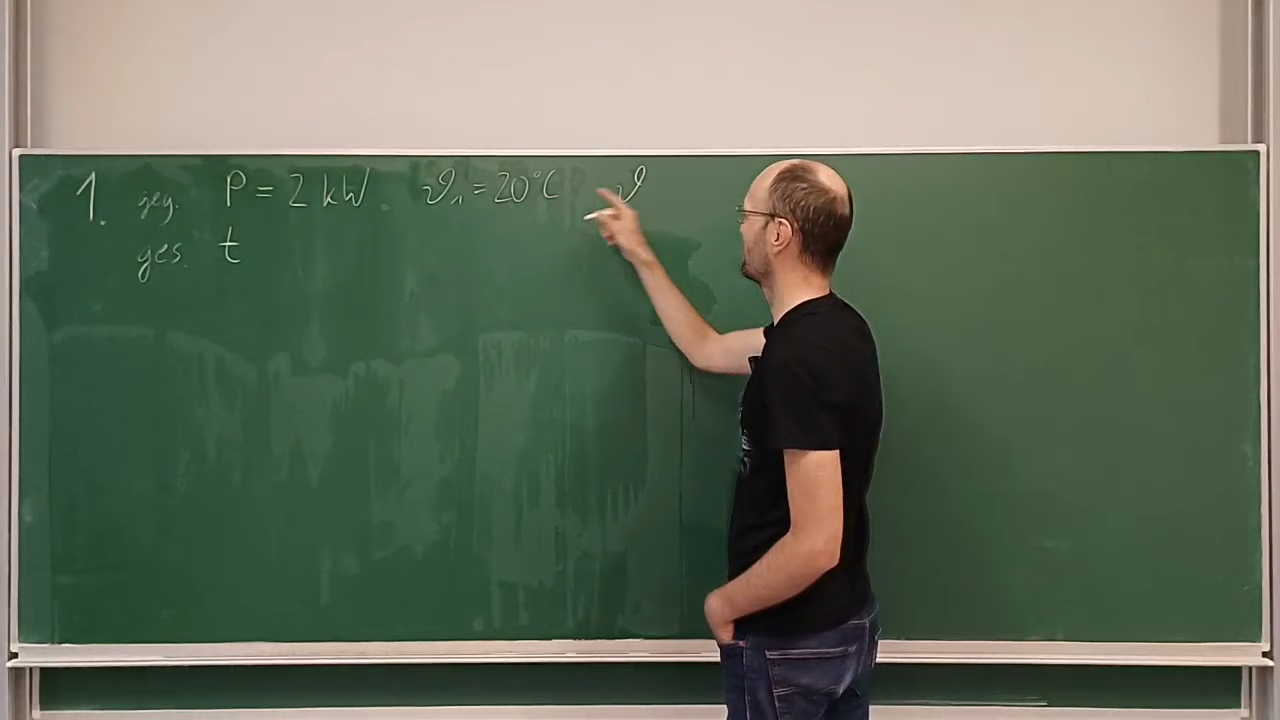 1. geg. P = 2 kW ϑ₁ = 20°C ϑ
ges. t